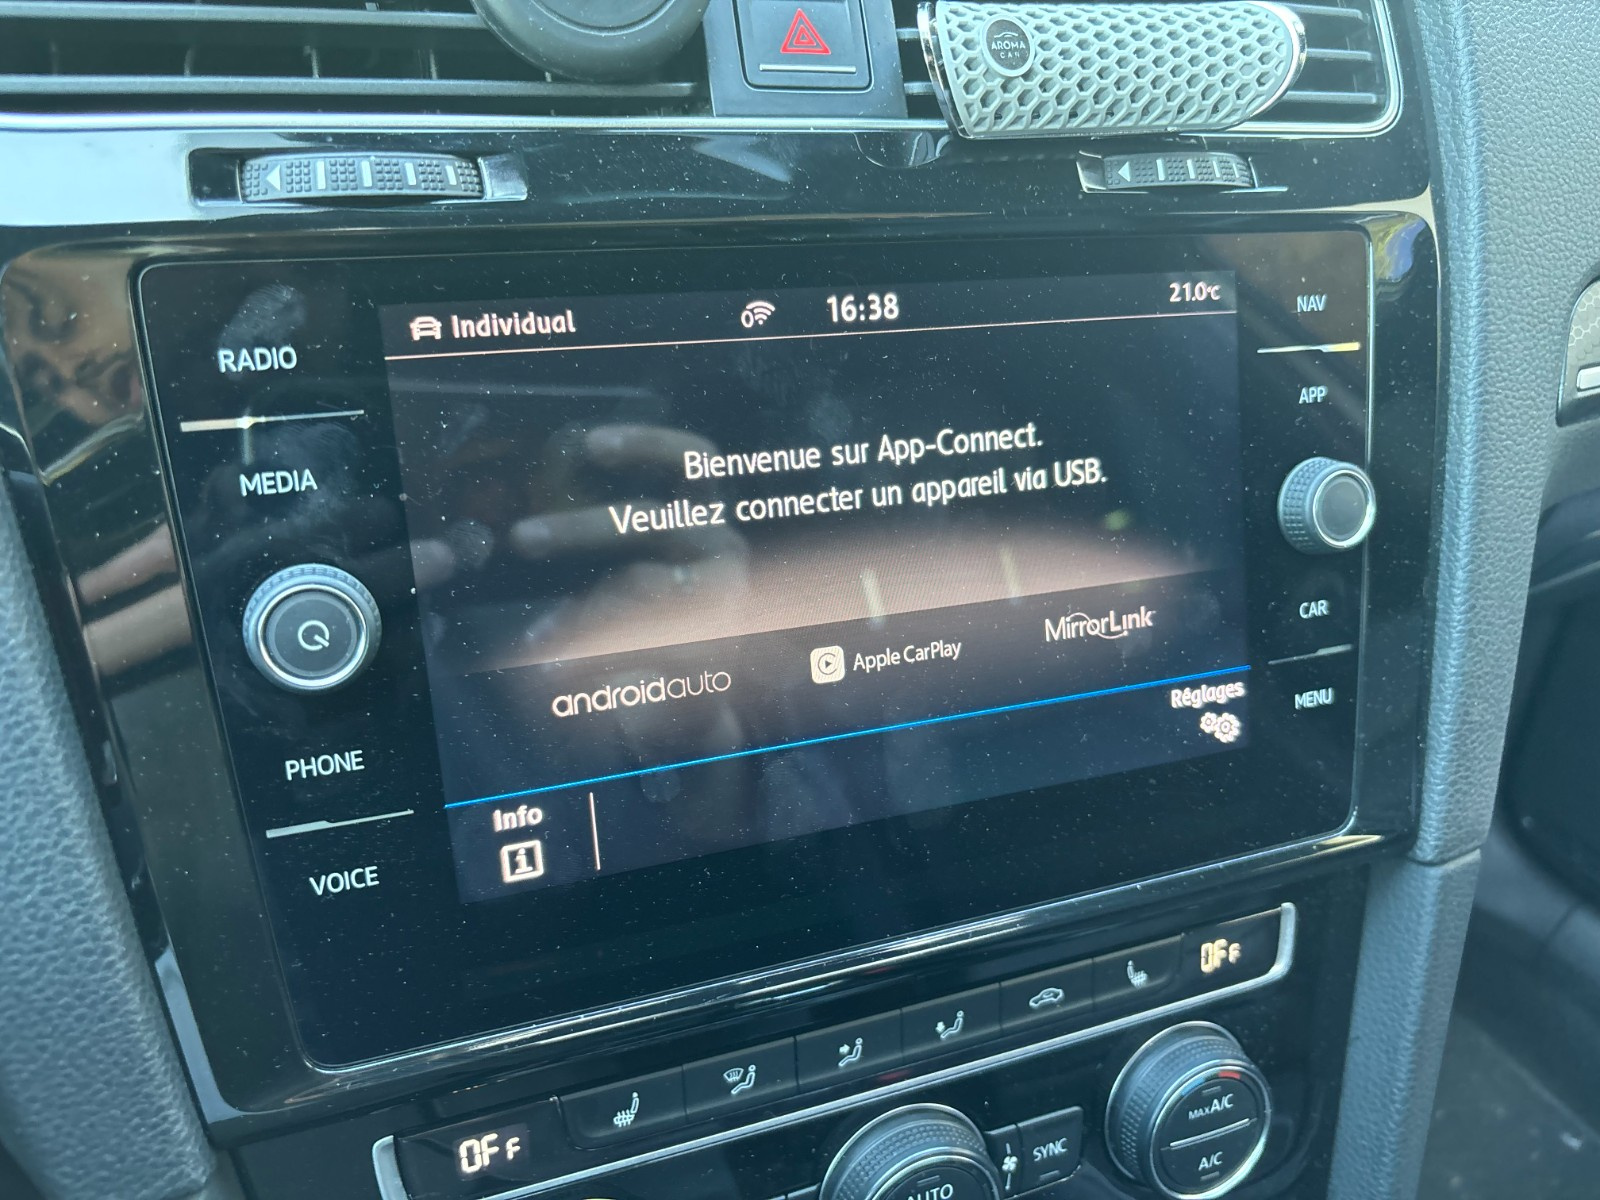 AROMA
CAR
Individual
0
16:38
21.0°C
RADIO
MEDIA
PHONE
VOICE
Bienvenue sur App-Connect.
Veuillez connecter un appareil via USB.
androidauto
Apple CarPlay
MirrorLink
Réglages
Info
i
NAV
APP
CAR
MENU
OFF
OFF
AUTO
SYNC
MAX A/C
A/C